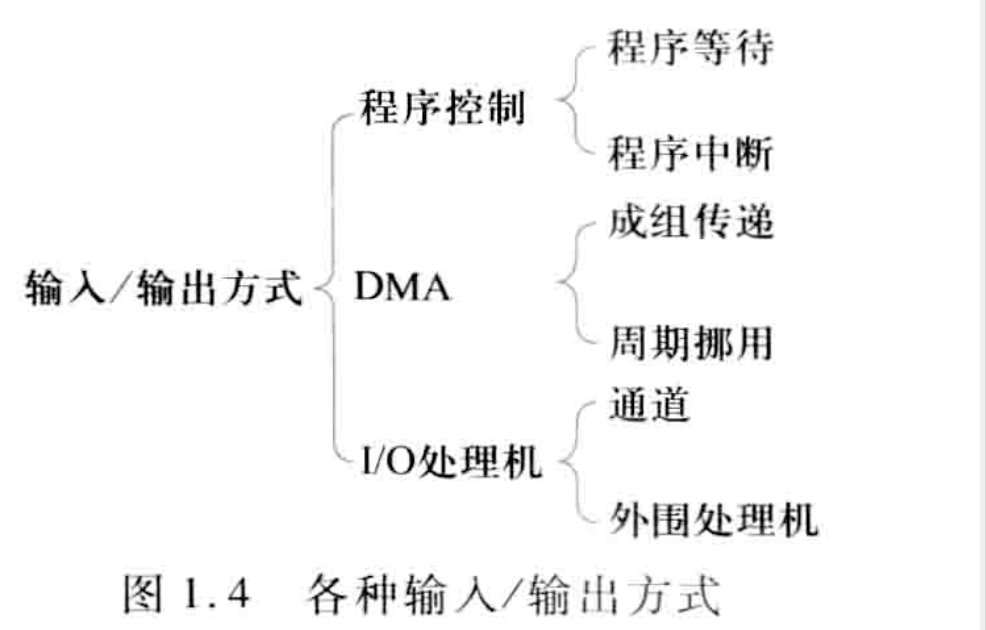 程序等待
程序控制
程序中断
成组传递
输入/输出方式 DMA
周期挪用
通道
I/O处理机
外围处理机
图 1.4 各种输入/输出方式